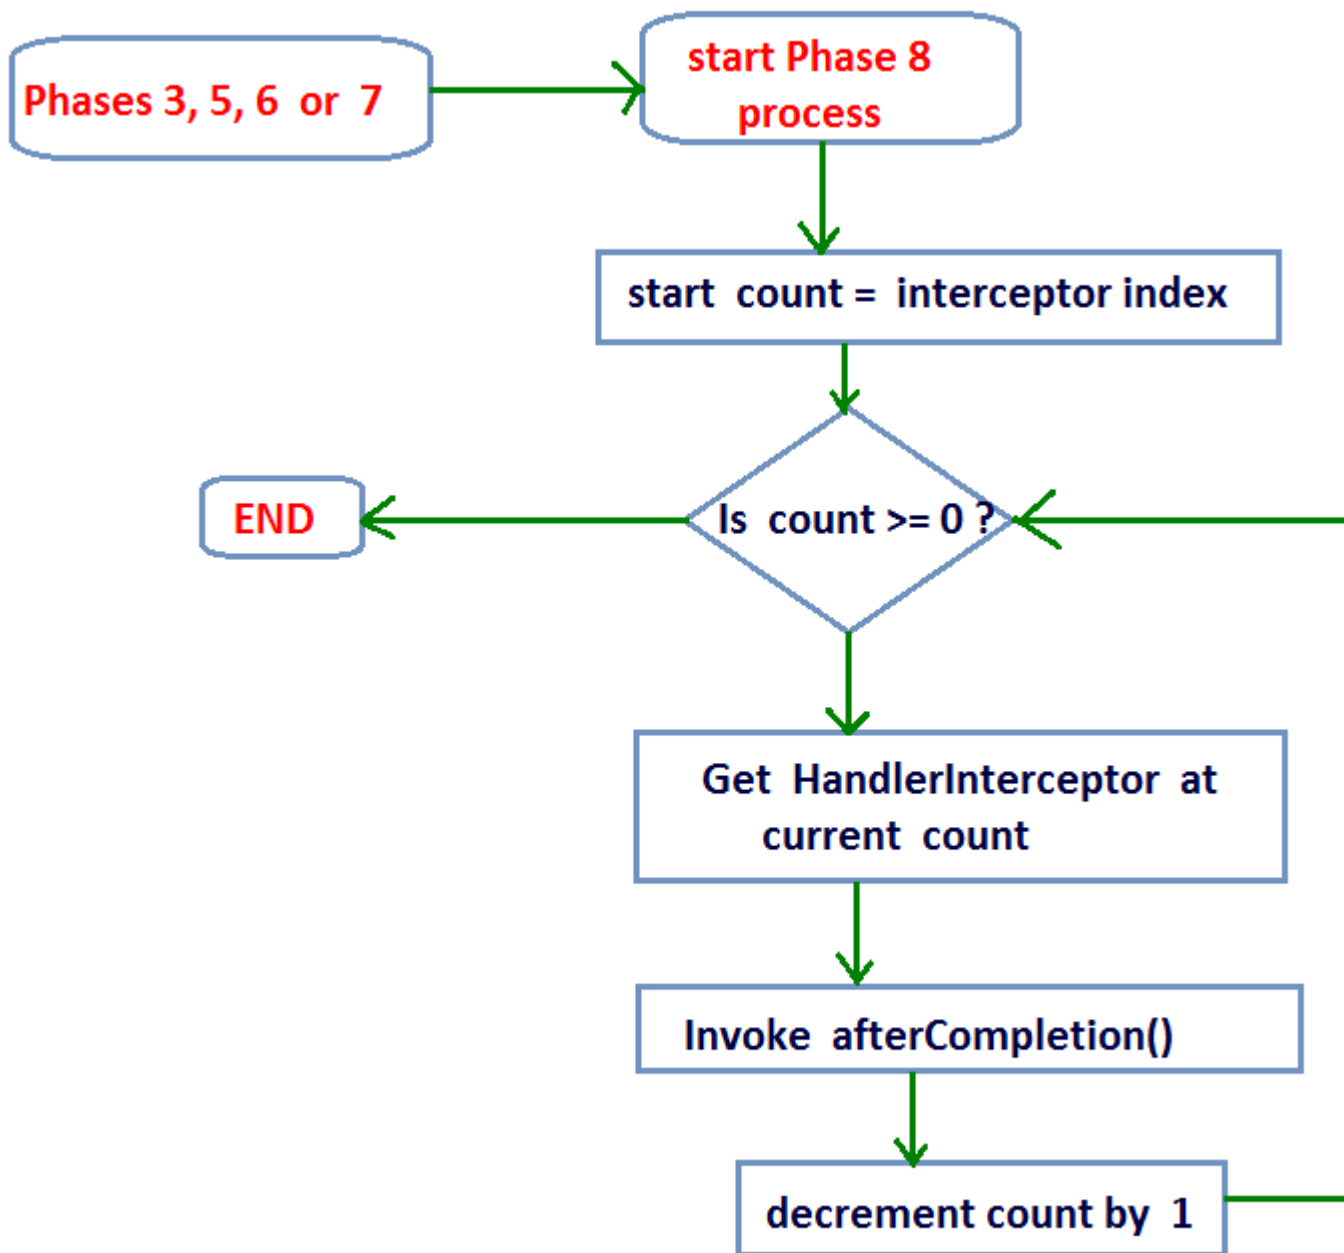 Phases 3, 5, 6 or 7
start Phase 8
process
start count = interceptor index
Is count >= 0 ?
END
Get HandlerInterceptor at
current count
Invoke afterCompletion()
decrement count by 1